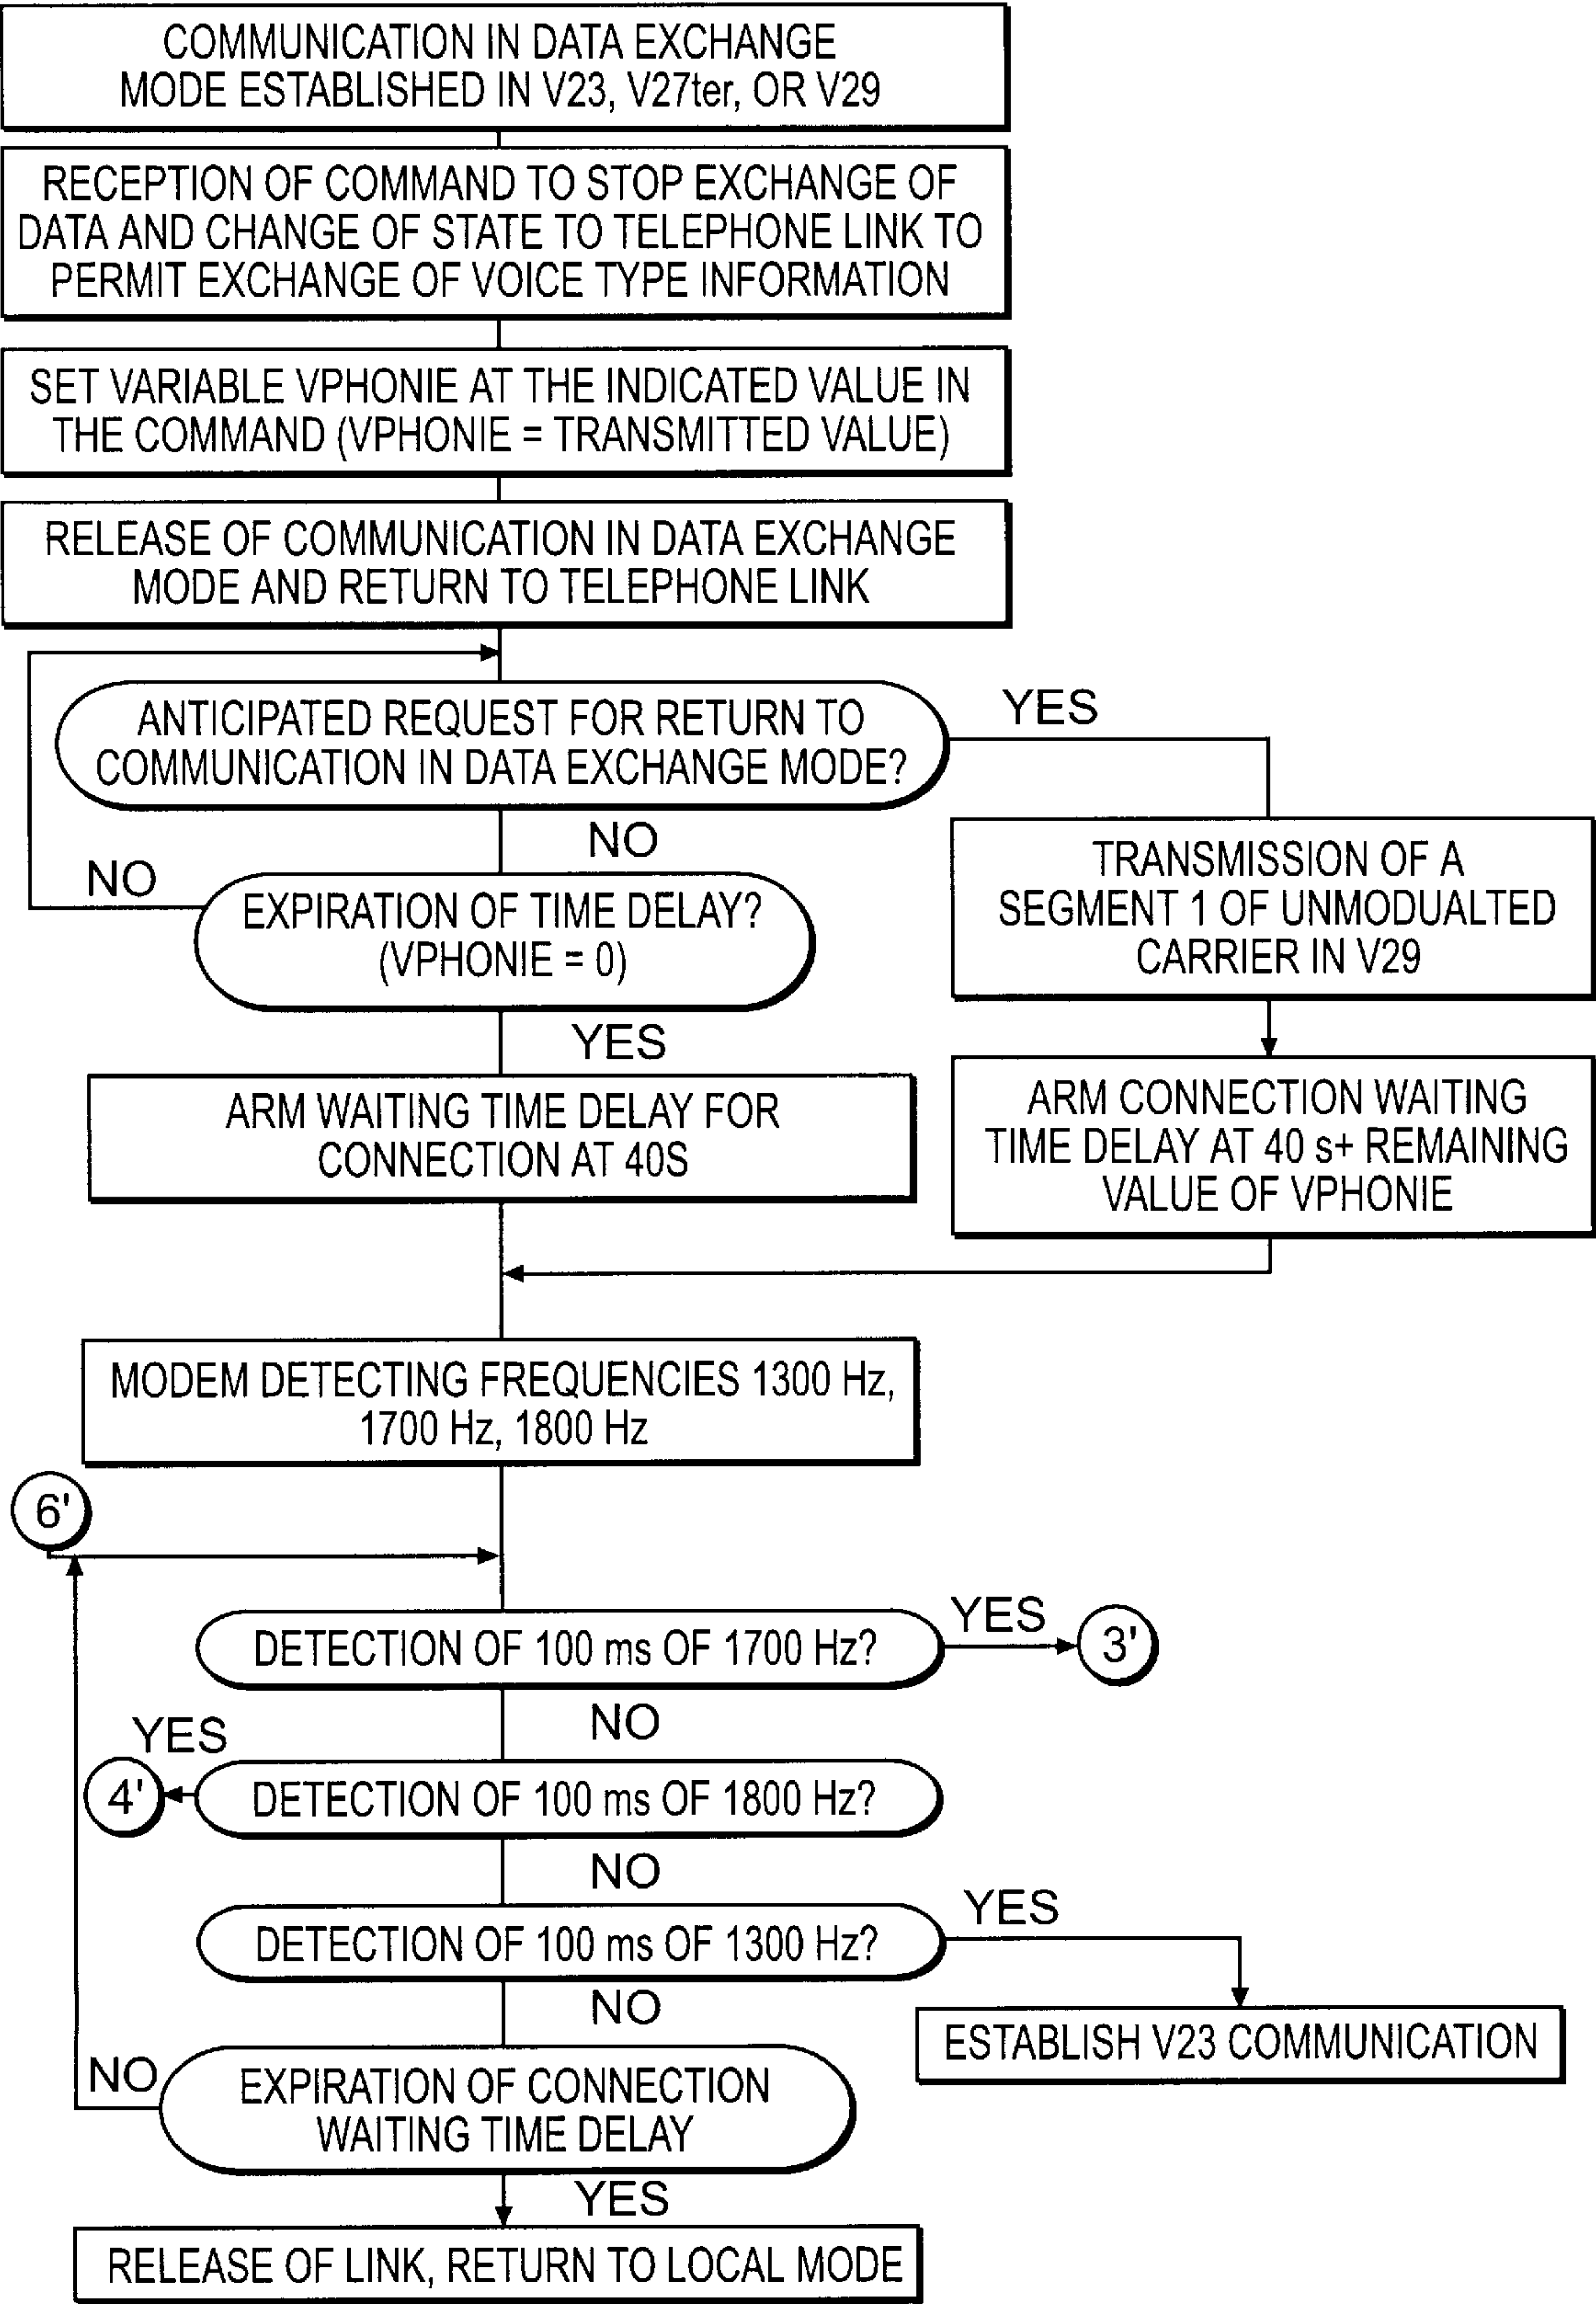 COMMUNICATION IN DATA EXCHANGE
MODE ESTABLISHED IN V23, V27ter, OR V29
RECEPTION OF COMMAND TO STOP EXCHANGE OF
DATA AND CHANGE OF STATE TO TELEPHONE LINK TO
PERMIT EXCHANGE OF VOICE TYPE INFORMATION
SET VARIABLE VPHONIE AT THE INDICATED VALUE IN
THE COMMAND (VPHONIE = TRANSMITTED VALUE)
RELEASE OF COMMUNICATION IN DATA EXCHANGE
MODE AND RETURN TO TELEPHONE LINK
ANTICIPATED REQUEST FOR RETURN TO
COMMUNICATION IN DATA EXCHANGE MODE?
YES
NO
NO
EXPIRATION OF TIME DELAY?
(VPHONIE = 0)
YES
TRANSMISSION OF A
SEGMENT 1 OF UNMODUALTED
CARRIER IN V29
ARM WAITING TIME DELAY FOR
CONNECTION AT 40S
ARM CONNECTION WAITING
TIME DELAY AT 40 s+ REMAINING
VALUE OF VPHONIE
MODEM DETECTING FREQUENCIES 1300 Hz,
1700 Hz, 1800 Hz
6'
DETECTION OF 100 ms OF 1700 Hz?
YES
3'
NO
YES
4'
DETECTION OF 100 ms OF 1800 Hz?
NO
DETECTION OF 100 ms OF 1300 Hz?
YES
NO
ESTABLISH V23 COMMUNICATION
NO
EXPIRATION OF CONNECTION
WAITING TIME DELAY
YES
RELEASE OF LINK, RETURN TO LOCAL MODE